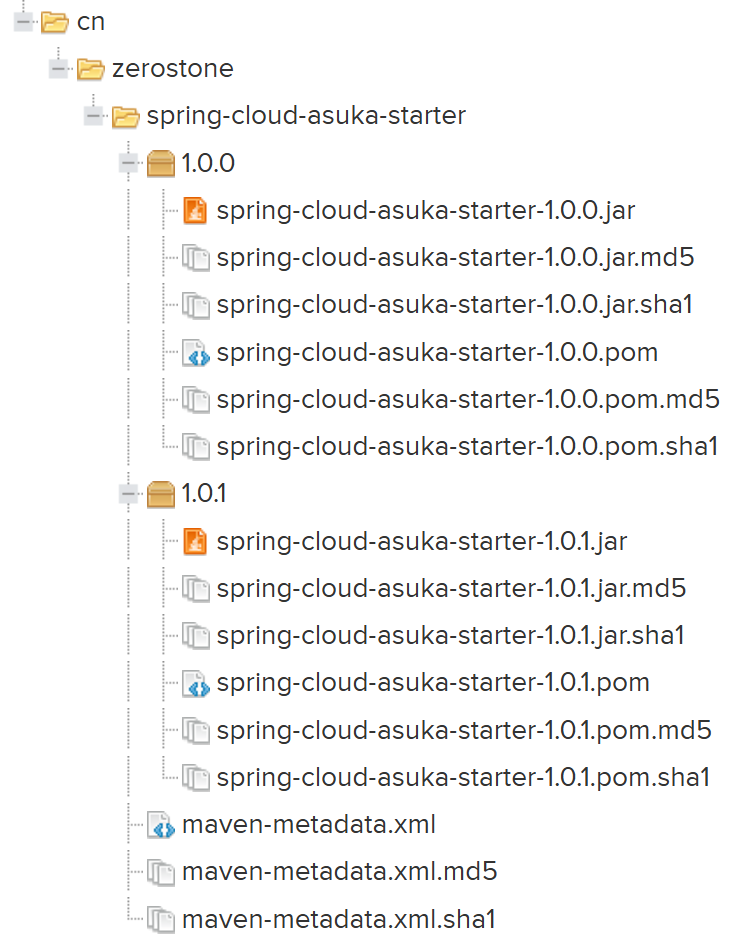 cn
zerostone
spring-cloud-asuka-starter
1.0.0
spring-cloud-asuka-starter-1.0.0.jar
spring-cloud-asuka-starter-1.0.0.jar.md5
spring-cloud-asuka-starter-1.0.0.jar.sha1
spring-cloud-asuka-starter-1.0.0.pom
spring-cloud-asuka-starter-1.0.0.pom.md5
spring-cloud-asuka-starter-1.0.0.pom.sha1
1.0.1
spring-cloud-asuka-starter-1.0.1.jar
spring-cloud-asuka-starter-1.0.1.jar.md5
spring-cloud-asuka-starter-1.0.1.jar.sha1
spring-cloud-asuka-starter-1.0.1.pom
spring-cloud-asuka-starter-1.0.1.pom.md5
spring-cloud-asuka-starter-1.0.1.pom.sha1
maven-metadata.xml
maven-metadata.xml.md5
maven-metadata.xml.sha1